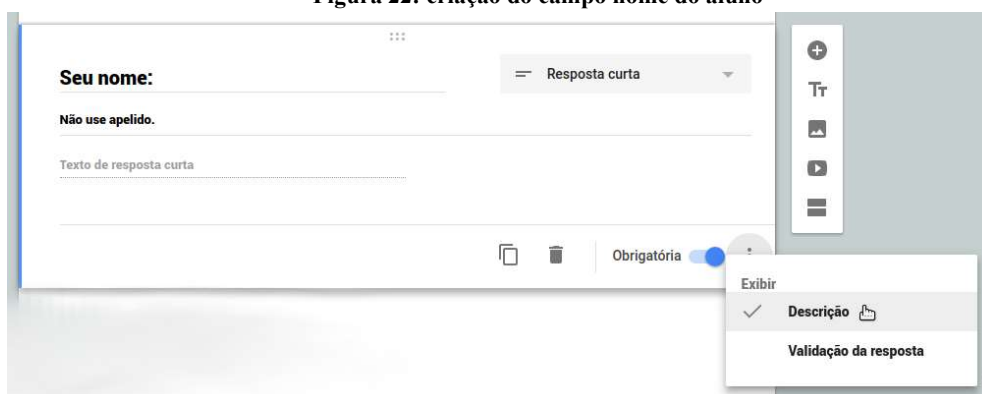 Figura 22: criação do campo nome do aluno
Seu nome:
Resposta curta
Não use apelido.
Texto de resposta curta
Obrigatória
Exibir
Descrição
Validação da resposta